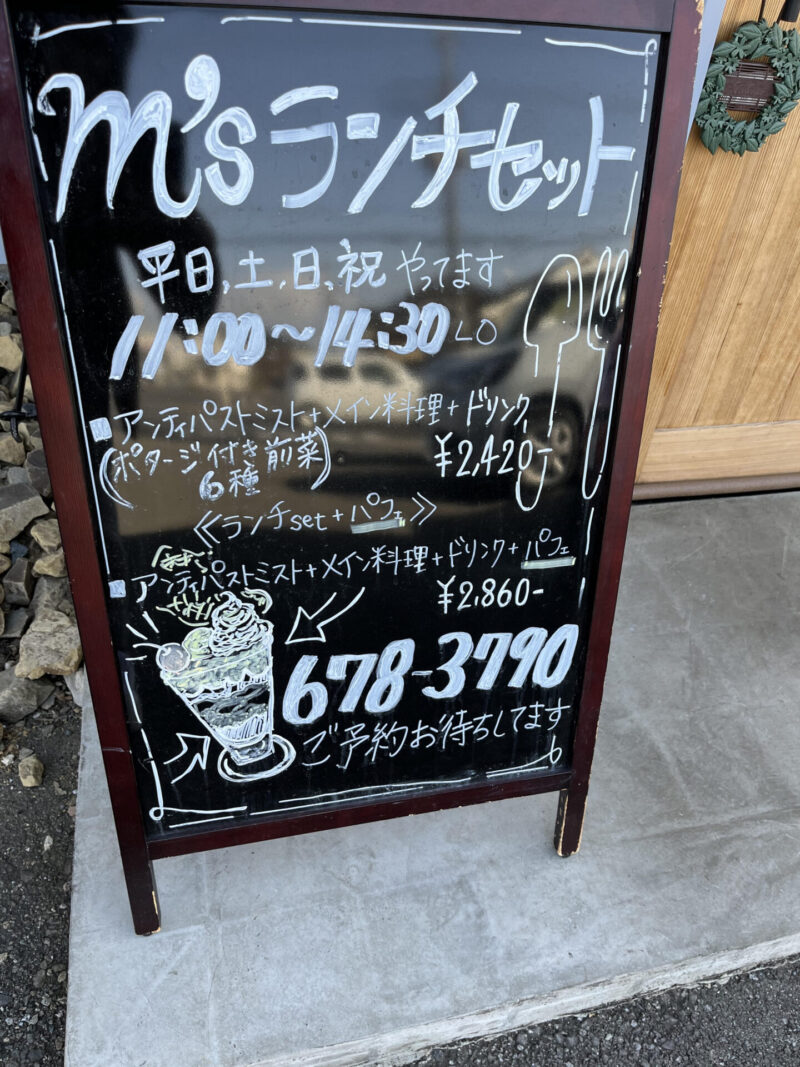 M'sランチセット
平日,土,日,祝 やってます
11:00〜14:30 LO
アンティパストミスト+メイン料理+ドリンク
(ポタージ付き前菜
6種)
¥2,420-
≪ランチset+パフェ≫
アンティパストミスト+メイン料理+ドリンク+パフェ
¥2,860-
678-3790
ご予約お待ちしてます